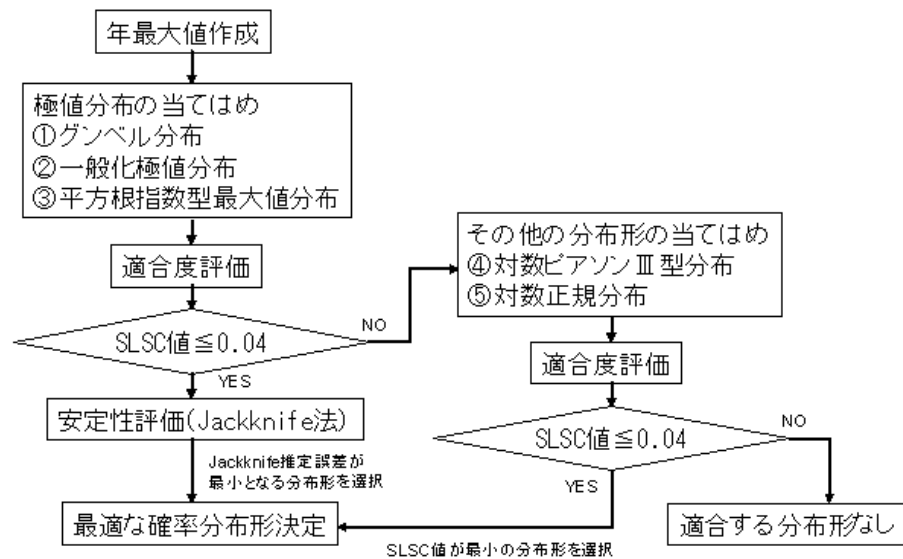 年最大値作成
極値分布の当てはめ
①グンベル分布
②一般化極値分布
③平方根指数型最大値分布
適合度評価
SLSC値≦0.04
NO
YES
安定性評価(Jackknife法)
Jackknife推定誤差が
最小となる分布形を選択
最適な確率分布形決定
その他の分布形の当てはめ
④対数ピアソンⅢ型分布
⑤対数正規分布
適合度評価
SLSC値≦0.04
NO
YES
SLSC値が最小の分布形を選択
適合する分布形なし